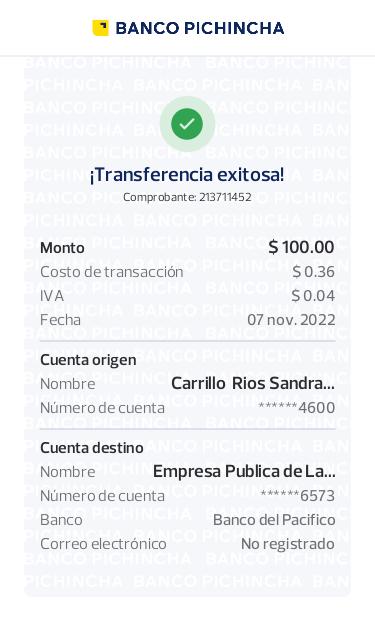 BANCO PICHINCHA
¡Transferencia exitosa!
Comprobante: 213711452
Monto $ 100.00
Costo de transacción $ 0.36
IVA $ 0.04
Fecha 07 nov. 2022
Cuenta origen
Nombre Carrillo Rios Sandra...
Número de cuenta ******4600
Cuenta destino
Nombre Empresa Publica de La...
Número de cuenta ******6573
Banco Banco del Pacifico
Correo electrónico No registrado